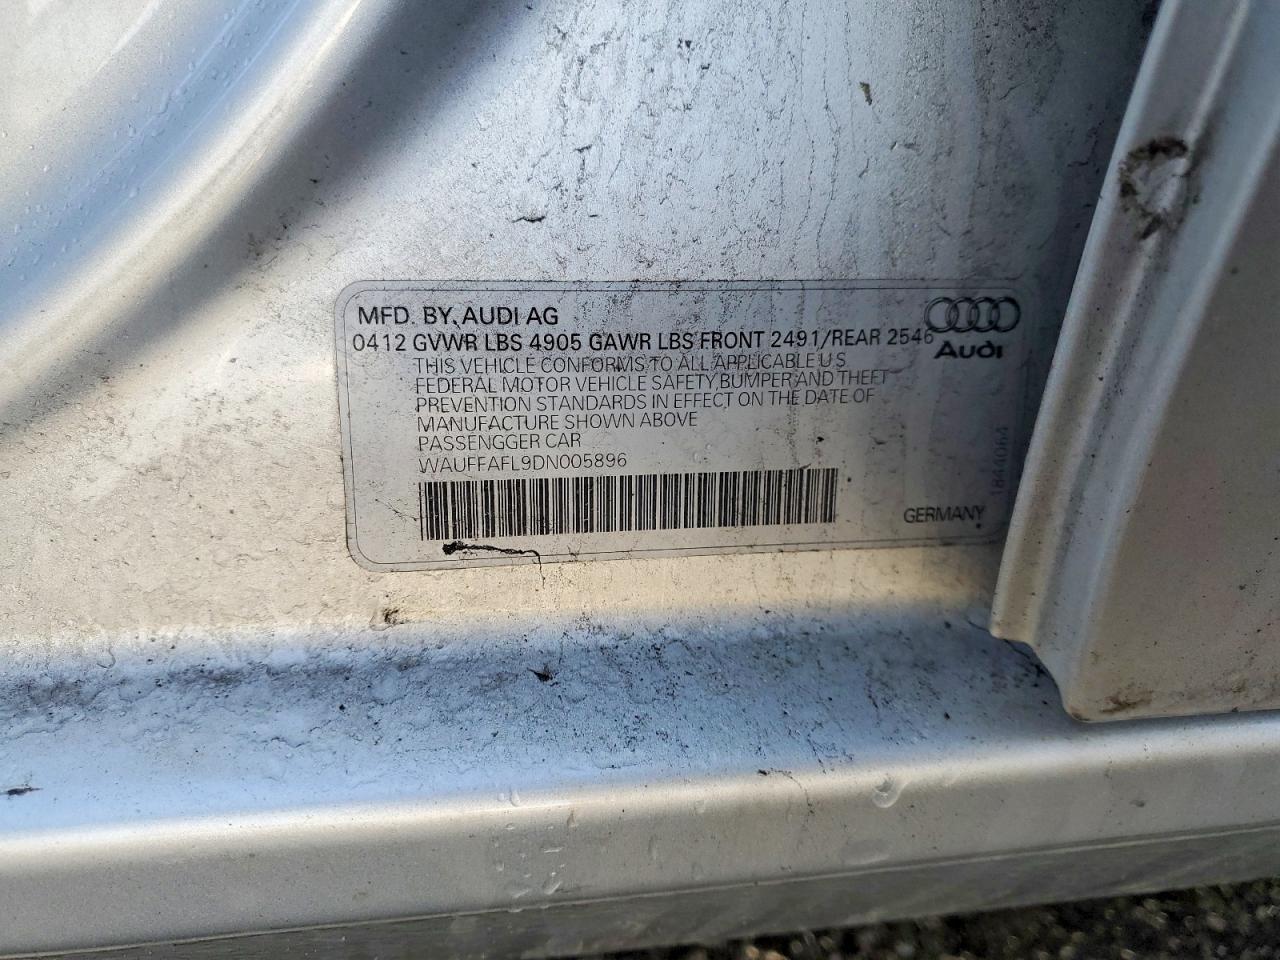 MFD. BY. AUDI AG
0412 GVWR LBS 4905 GAWR LBS FRONT 2491/REAR 2546
Audi
THIS VEHICLE CONFORMS TO ALL APPLICABLE U S
FEDERAL MOTOR VEHICLE SAFETY, BUMPER AND THEFT
PREVENTION STANDARDS IN EFFECT ON THE DATE OF
MANUFACTURE SHOWN ABOVE
PASSENGGER CAR
WAUFFAFL9DN005896
1844064
GERMANY